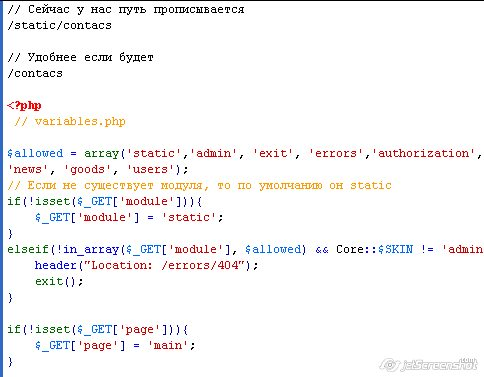 // Сейчас у нас путь прописывается
/static/contacs
// Удобнее если будет
/contacs
<?php
// variables.php
$allowed = array('static','admin', 'exit', 'errors','authorization',
'news', 'goods', 'users');
// Если не существует модуля, то по умолчанию он static
if(!isset($_GET['module'])){
$_GET['module'] = 'static';
}
elseif(!in_array($_GET['module'], $allowed) && Core::$SKIN != 'admin
header("Location: /errors/404");
exit();
}
if(!isset($_GET['page'])){
$_GET['page'] = 'main';
}
jetScreenshot